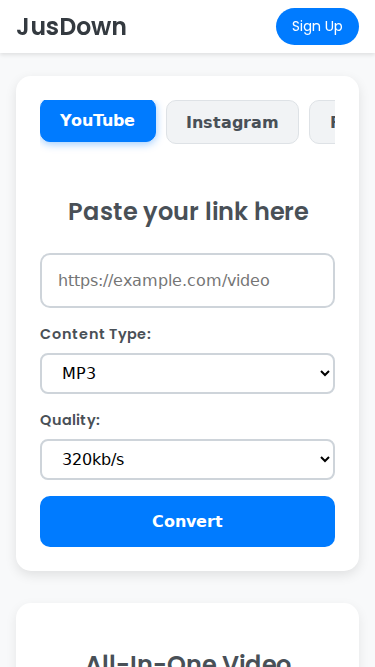 JusDown
Sign Up
YouTube
Instagram
Paste your link here
https://example.com/video
Content Type:
MP3
Quality:
320kb/s
Convert
All-In-One Video